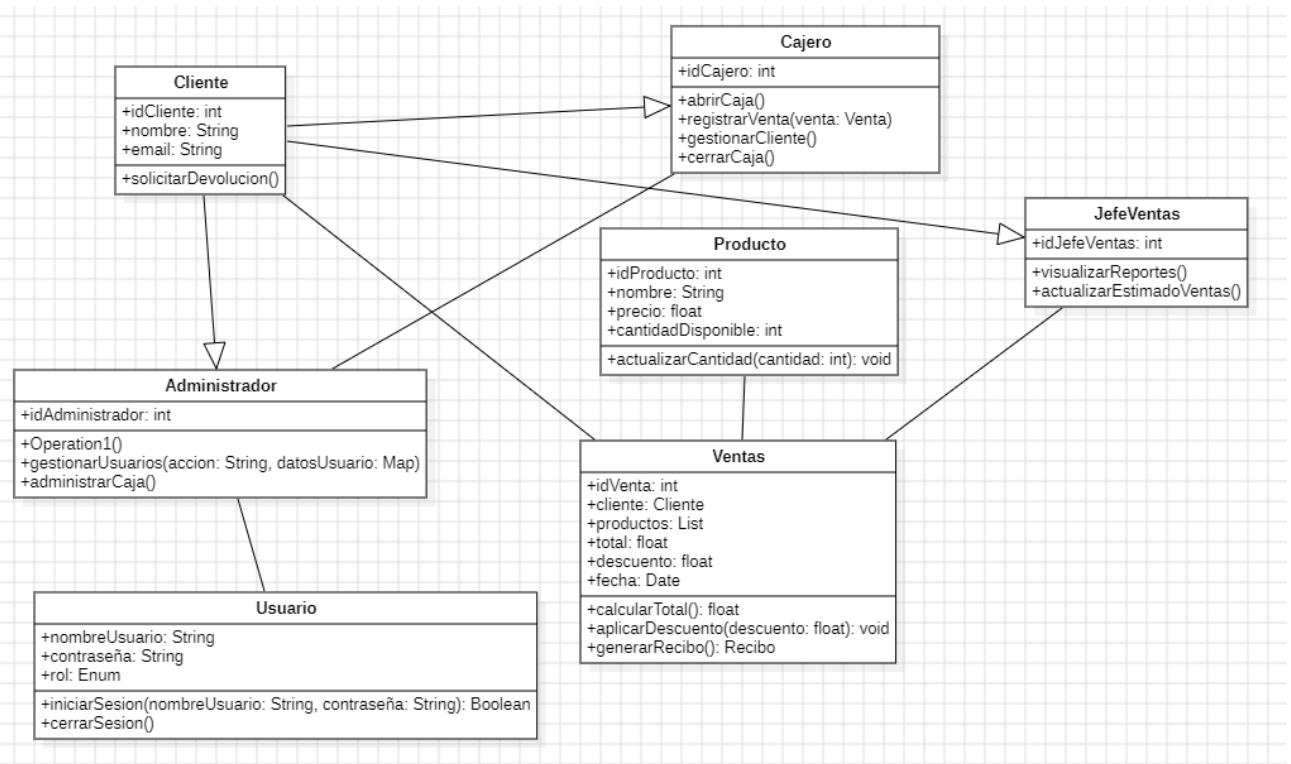 Cliente
+idCliente: int
+nombre: String
+email: String
+solicitarDevolucion()
Cajero
+idCajero: int
+abrirCaja()
+registrarVenta(venta: Venta)
+gestionarCliente()
+cerrarCaja()
JefeVentas
+idJefeVentas: int
+visualizarReportes()
+actualizarEstimadoVentas()
Producto
+idProducto: int
+nombre: String
+precio: float
+cantidadDisponible: int
+actualizarCantidad(cantidad: int): void
Administrador
+idAdministrador: int
+Operation1()
+gestionarUsuarios(accion: String, datosUsuario: Map)
+administrarCaja()
Ventas
+idVenta: int
+cliente: Cliente
+productos: List
+total: float
+descuento: float
+fecha: Date
+calcularTotal(): float
+aplicarDescuento(descuento: float): void
+generarRecibo(): Recibo
Usuario
+nombreUsuario: String
+contraseña: String
+rol: Enum
+iniciarSesion(nombreUsuario: String, contraseña: String): Boolean
+cerrarSesion()